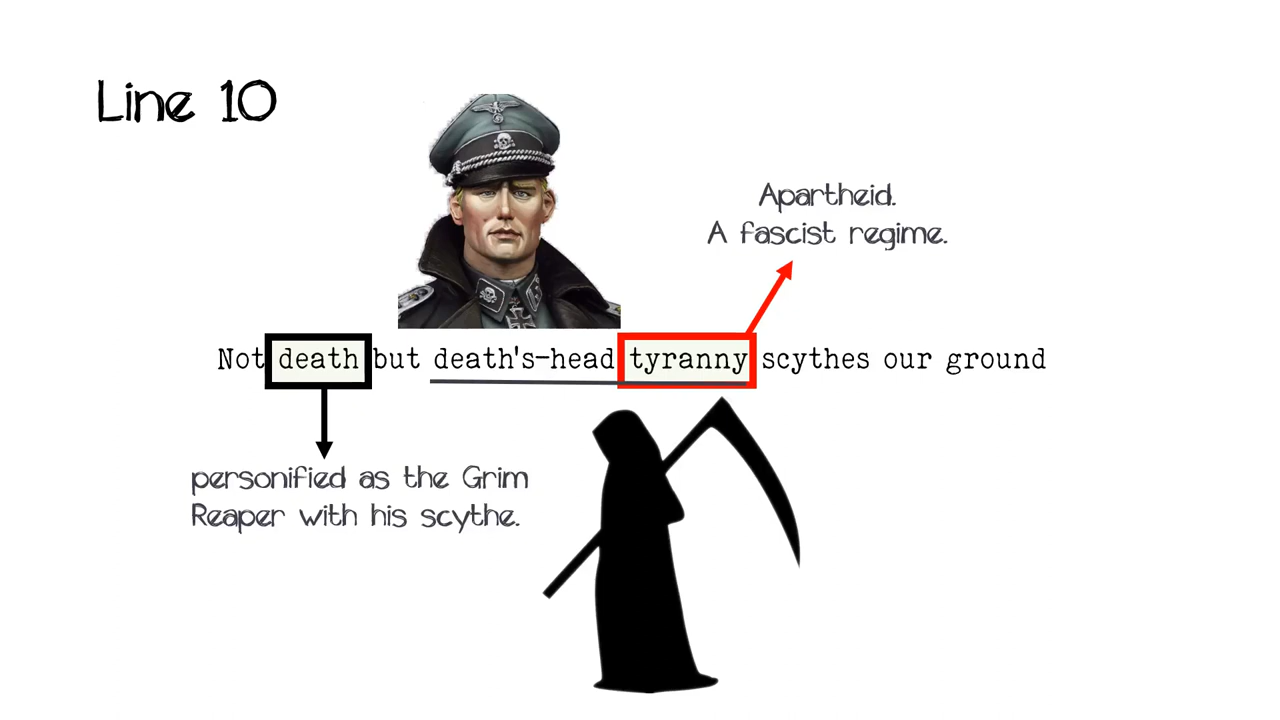 Line 10
Apartheid.
A fascist regime.
Not death but death's-head tyranny scythes our ground
personified as the Grim
Reaper with his scythe.